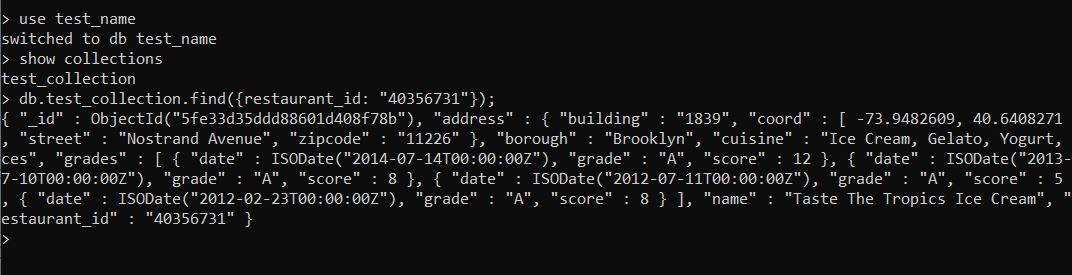 > use test_name
switched to db test_name
> show collections
test_collection
> db.test_collection.find({restaurant_id: "40356731"});
{ "_id" : ObjectId("5fe33d35ddd88601d408f78b"), "address" : { "building" : "1839", "coord" : [ -73.9482609, 40.6408271
, "street" : "Nostrand Avenue", "zipcode" : "11226" }, "borough" : "Brooklyn", "cuisine" : "Ice Cream, Gelato, Yogurt,
ces", "grades" : [ { "date" : ISODate("2014-07-14T00:00:00Z"), "grade" : "A", "score" : 12 }, { "date" : ISODate("2013-
7-10T00:00:00Z"), "grade" : "A", "score" : 8 }, { "date" : ISODate("2012-07-11T00:00:00Z"), "grade" : "A", "score" : 5
, { "date" : ISODate("2012-02-23T00:00:00Z"), "grade" : "A", "score" : 8 } ], "name" : "Taste The Tropics Ice Cream", "
estaurant_id" : "40356731" }
>